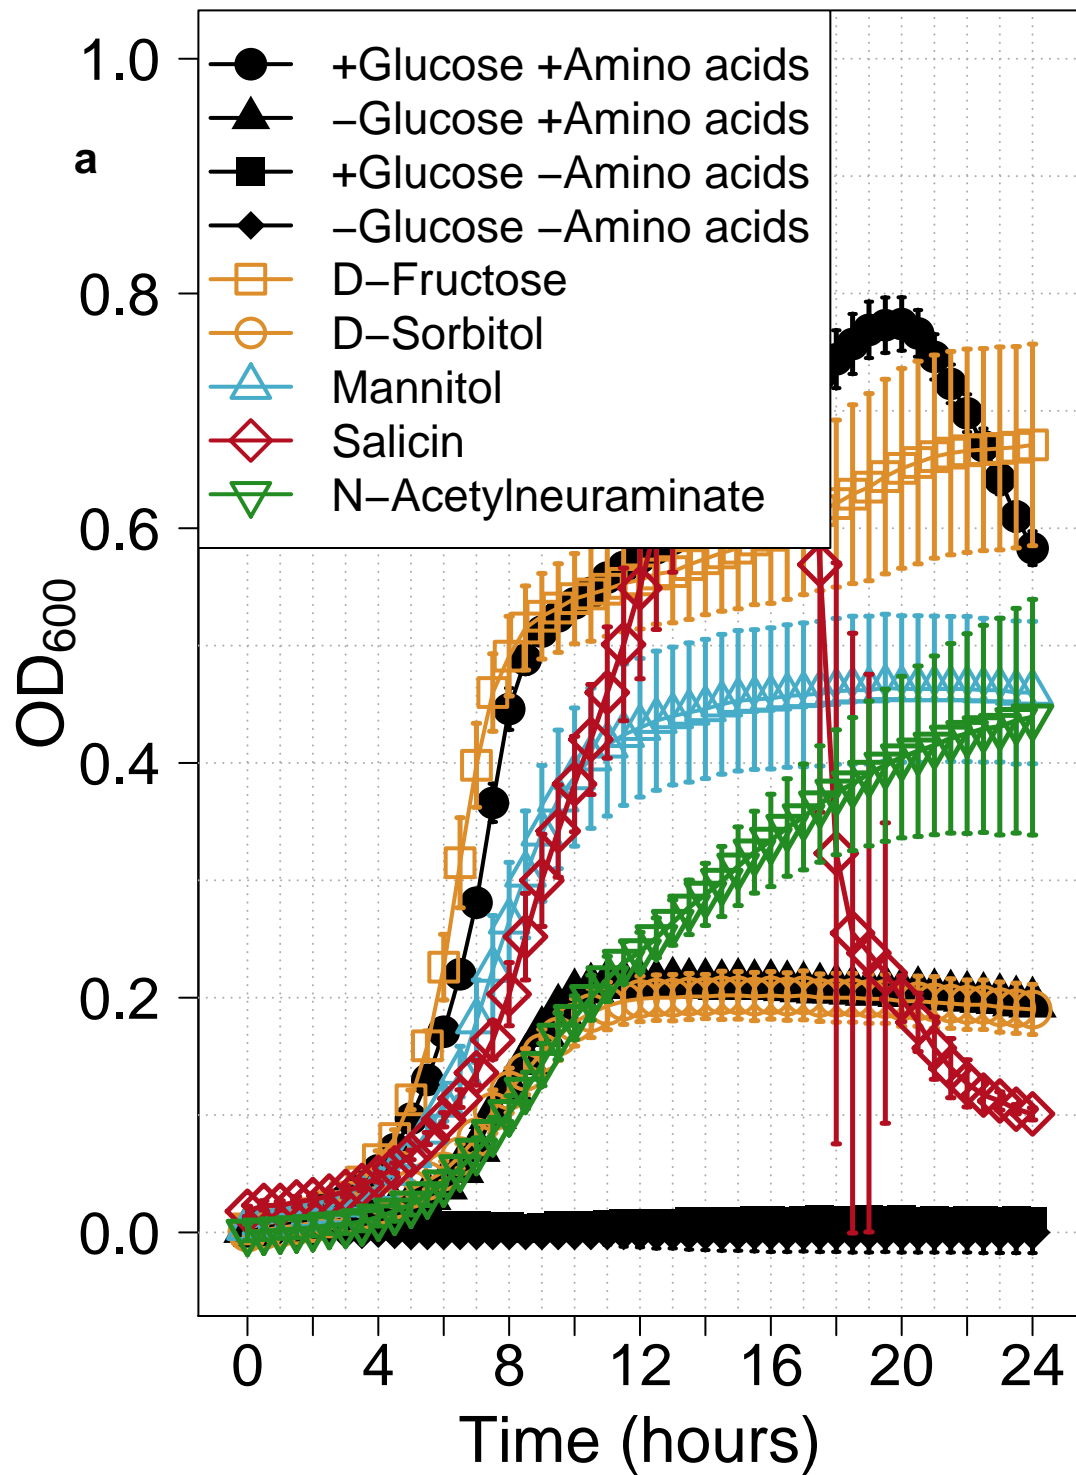 a
+Glucose +Amino acids
−Glucose +Amino acids
+Glucose −Amino acids
−Glucose −Amino acids
D−Fructose
D−Sorbitol
Mannitol
Salicin
N−Acetylneuraminate
1.0
0.8
0.6
0.4
0.2
0.0
OD600
0 4 8 12 16 20 24
Time (hours)